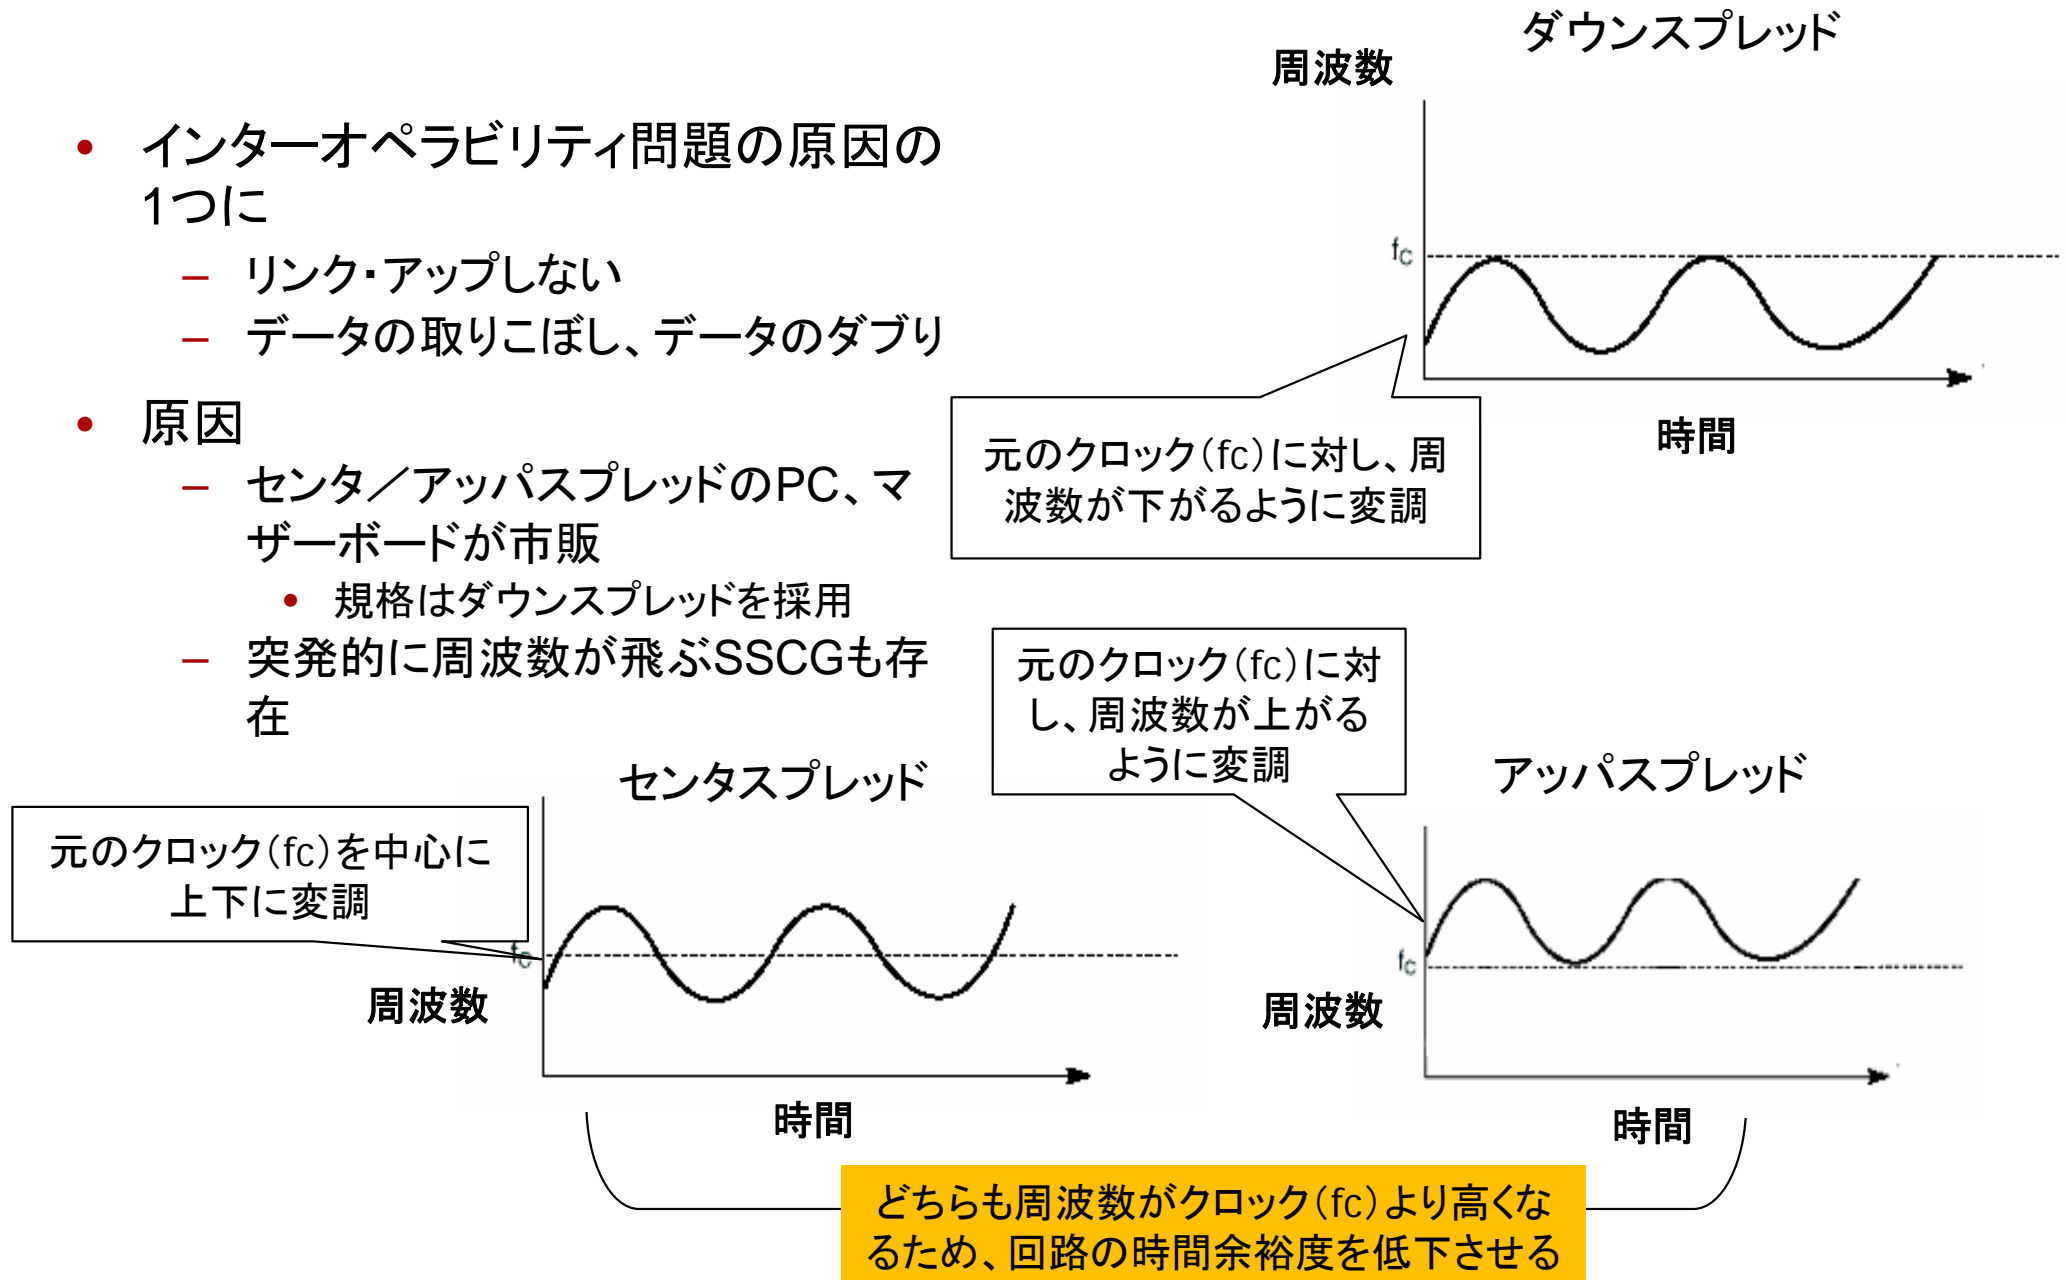 • インターオペラビリティ問題の原因の
1つに
– リンク・アップしない
– データの取りこぼし、データのダブり
• 原因
– センタ／アッパスプレッドのPC、マ
ザーボードが市販
• 規格はダウンスプレッドを採用
– 突発的に周波数が飛ぶSSCGも存
在
ダウンスプレッド
周波数
fC
時間
元のクロック（fc）に対し、周
波数が下がるように変調
元のクロック（fc）に対
し、周波数が上がる
ように変調
センタスプレッド
元のクロック（fc）を中心に
上下に変調
fC
周波数
時間
アッパスプレッド
fC
周波数
時間
どちらも周波数がクロック（fc）より高くな
るため、回路の時間余裕度を低下させる